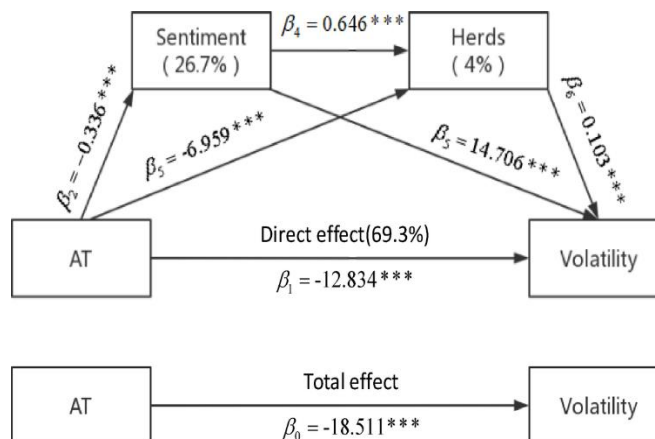 Sentiment
( 26.7% )
β₄ = 0.646 ***
Herds
( 4% )
β₂ = −0.336 ***
β₅ = -6.959 ***
β₅ = 14.706 ***
β₆ = 0.103 ***
AT
Direct effect(69.3%)
β₁ = -12.834 ***
Volatility
AT
Total effect
β₀ = -18.511***
Volatility